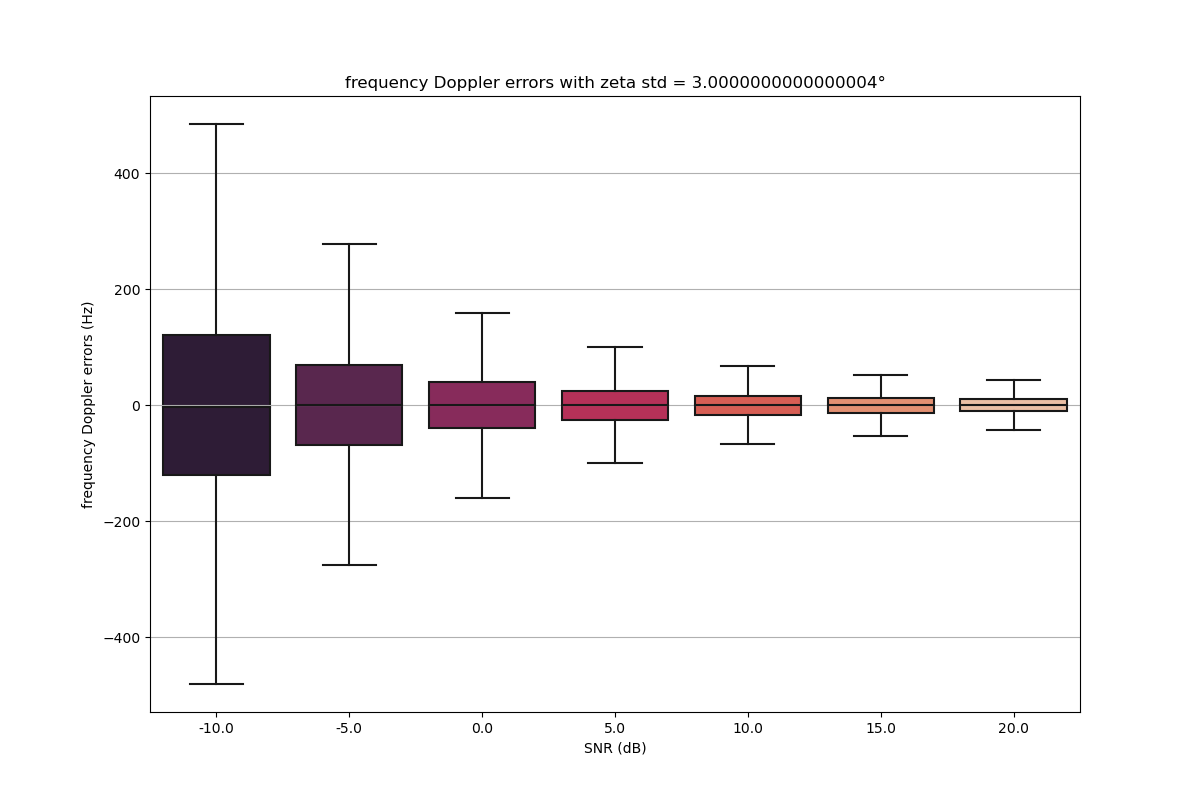 frequency Doppler errors with zeta std = 3.0000000000000004°
frequency Doppler errors (Hz)
400
200
0
−200
−400
-10.0 -5.0 0.0 5.0 10.0 15.0 20.0
SNR (dB)